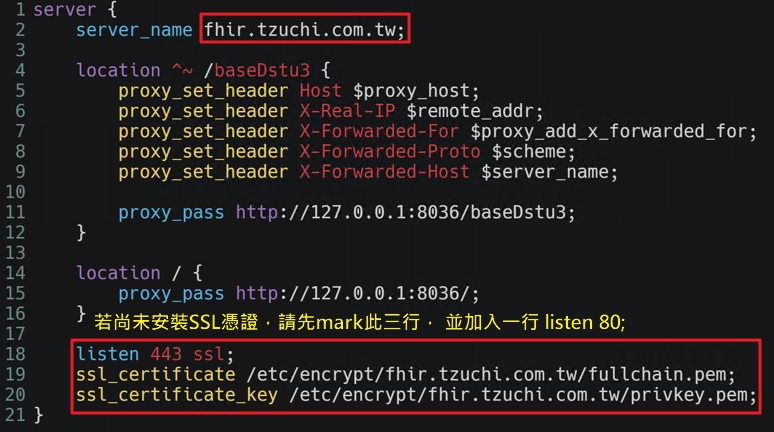 1 server {
2     server_name fhir.tzuchi.com.tw;
3
4     location ^~ /baseDstu3 {
5         proxy_set_header Host $proxy_host;
6         proxy_set_header X-Real-IP $remote_addr;
7         proxy_set_header X-Forwarded-For $proxy_add_x_forwarded_for;
8         proxy_set_header X-Forwarded-Proto $scheme;
9         proxy_set_header X-Forwarded-Host $server_name;
10
11         proxy_pass http://127.0.0.1:8036/baseDstu3;
12     }
13
14     location / {
15         proxy_pass http://127.0.0.1:8036/;
16     }
若尚未安裝SSL憑證，請先mark此三行， 並加入一行 listen 80;
17
18     listen 443 ssl;
19     ssl_certificate /etc/encrypt/fhir.tzuchi.com.tw/fullchain.pem;
20     ssl_certificate_key /etc/encrypt/fhir.tzuchi.com.tw/privkey.pem;
21 }